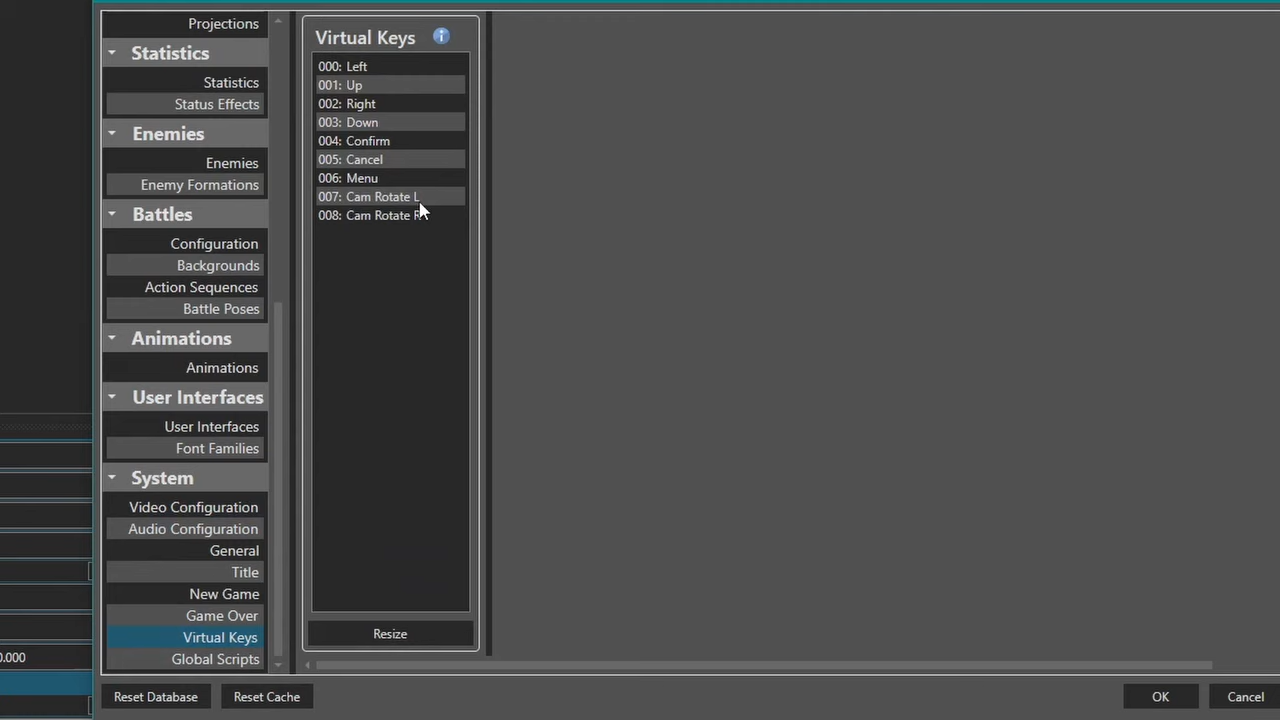 Projections
Statistics
Statistics
Status Effects
Enemies
Enemies
Enemy Formations
Battles
Configuration
Backgrounds
Action Sequences
Battle Poses
Animations
Animations
User Interfaces
User Interfaces
Font Families
System
Video Configuration
Audio Configuration
General
Title
New Game
Game Over
Virtual Keys
Global Scripts
Virtual Keys
000: Left
001: Up
002: Right
003: Down
004: Confirm
005: Cancel
006: Menu
007: Cam Rotate L
008: Cam Rotate R
Resize
0.000
Reset Database
Reset Cache
OK
Cancel